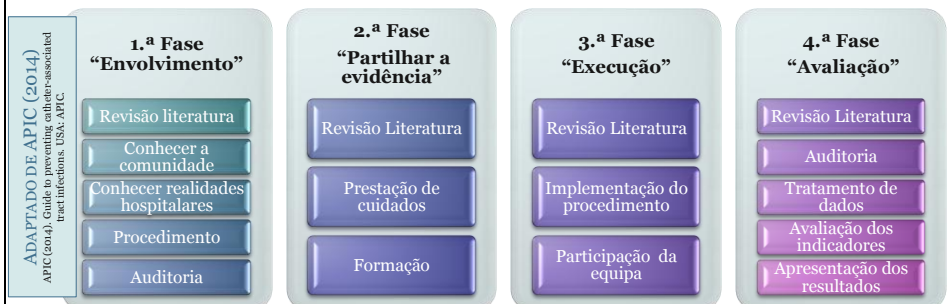 ADAPTADO DE APIC (2014)
APIC (2014). Guide to preventing catheter-associated
tract infections. USA: APIC.
1.ª Fase
“Envolvimento”
Revisão literatura
Conhecer a
comunidade
Conhecer realidades
hospitalares
Procedimento
Auditoria
2.ª Fase
“Partilhar a
evidência”
Revisão Literatura
Prestação de
cuidados
Formação
3.ª Fase
“Execução”
Revisão Literatura
Implementação do
procedimento
Participação da
equipa
4.ª Fase
“Avaliação”
Revisão Literatura
Auditoria
Tratamento de
dados
Avaliação dos
indicadores
Apresentação dos
resultados